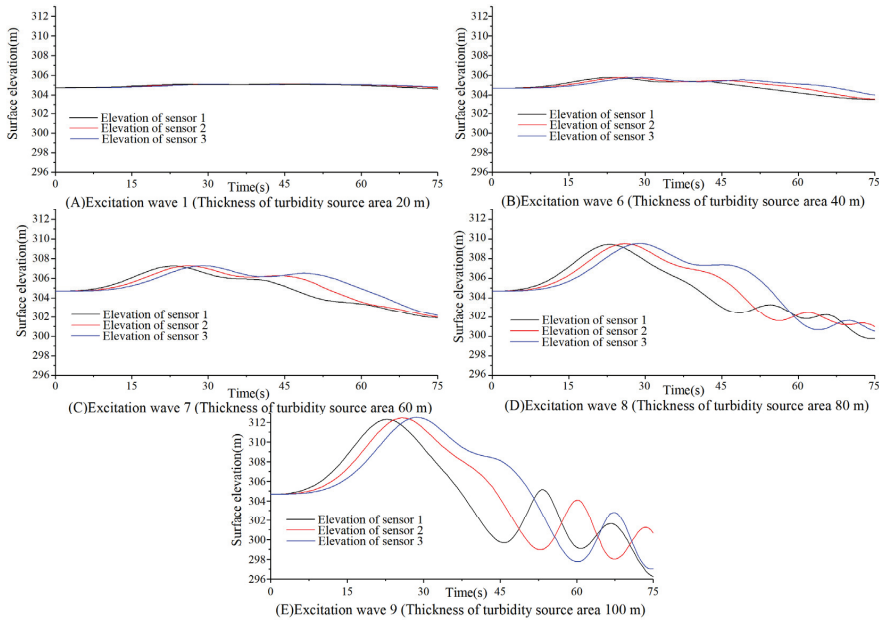 312
310
308
306
304
302
300
298
296
Surface elevation(m)
Elevation of sensor 1
Elevation of sensor 2
Elevation of sensor 3
0 15 30 45 60 75
Time(s)
(A)Excitation wave 1 (Thickness of turbidity source area 20 m)
312
310
308
306
304
302
300
298
296
Surface elevation(m)
Elevation of sensor 1
Elevation of sensor 2
Elevation of sensor 3
0 15 30 45 60 75
Time(s)
(B)Excitation wave 6 (Thickness of turbidity source area 40 m)
312
310
308
306
304
302
300
298
296
Surface elevation(m)
Elevation of sensor 1
Elevation of sensor 2
Elevation of sensor 3
0 15 30 45 60 75
Time(s)
(C)Excitation wave 7 (Thickness of turbidity source area 60 m)
312
310
308
306
304
302
300
298
296
Surface elevation(m)
Elevation of sensor 1
Elevation of sensor 2
Elevation of sensor 3
0 15 30 45 60 75
Time(s)
(D)Excitation wave 8 (Thickness of turbidity source area 80 m)
312
310
308
306
304
302
300
298
296
Surface elevation(m)
Elevation of sensor 1
Elevation of sensor 2
Elevation of sensor 3
0 15 30 45 60 75
Time(s)
(E)Excitation wave 9 (Thickness of turbidity source area 100 m)